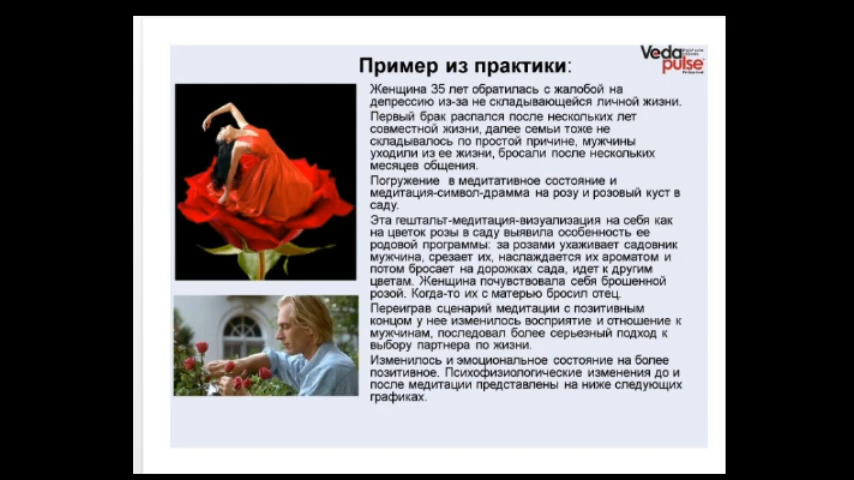 Veda
pulse
Пример из практики:
Женщина 35 лет обратилась с жалобой на
депрессию из-за не складывающейся личной жизни.
Первый брак распался после нескольких лет
совместной жизни, далее семьи тоже не
складывалось по простой причине, мужчины
уходили из ее жизни, бросали после нескольких
месяцев общения.
Погружение в медитативное состояние и
медитация-символ-драмма на розу и розовый куст в
саду.
Эта гештальт-медитация-визуализация на себя как
на цветок розы в саду выявила особенность ее
родовой программы: за розами ухаживает садовник
мужчина, срезает их, наслаждается их ароматом и
потом бросает на дорожках сада, идет к другим
цветам. Женщина почувствовала себя брошенной
розой. Когда-то их с матерью бросил отец.
Переиграв сценарий медитации с позитивным
концом у нее изменилось восприятие и отношение к
мужчинам, последовал более серьезный подход к
выбору партнера по жизни.
Изменилось и эмоциональное состояние на более
позитивное. Психофизиологические изменения до и
после медитации представлены на ниже следующих
графиках.